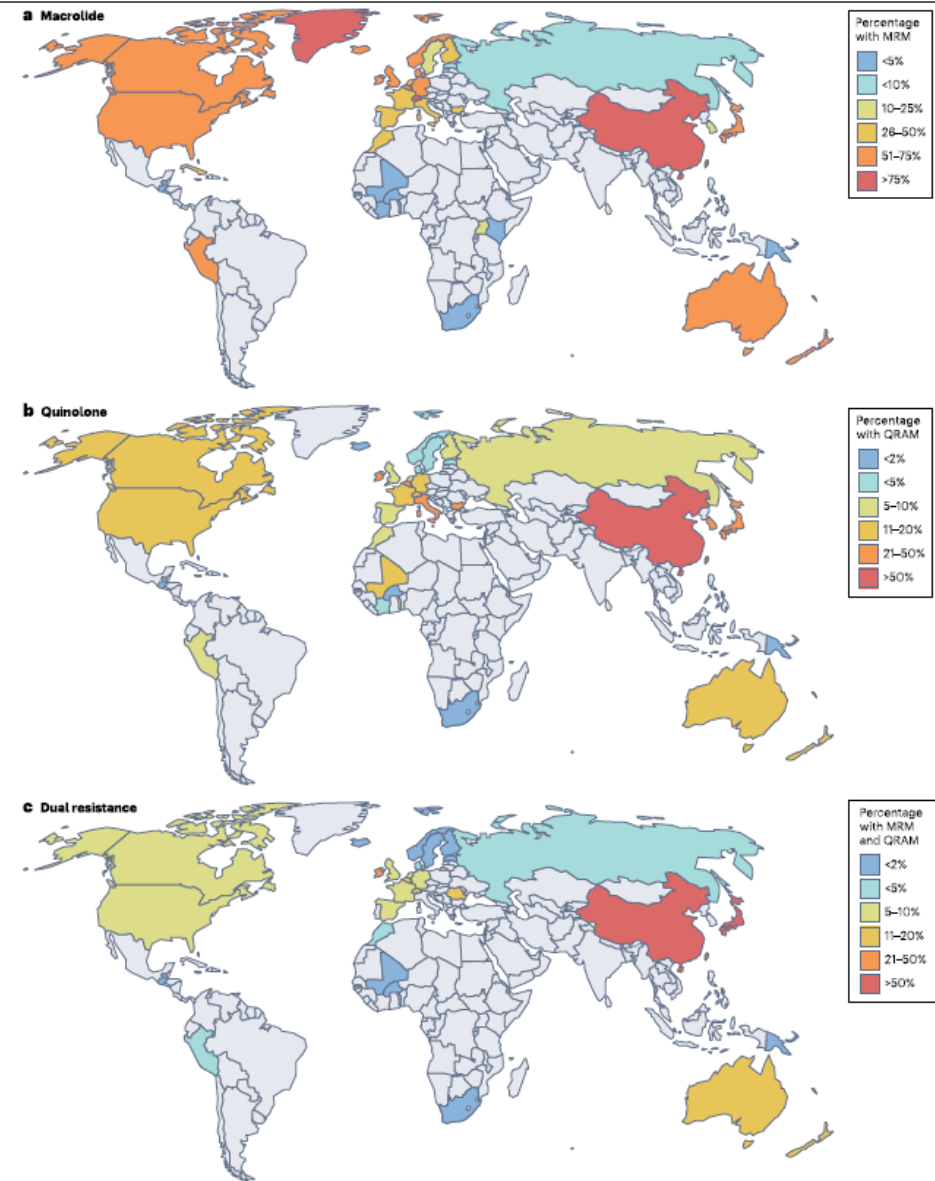 a Macrolide
Percentage
with MRM
<5%
<10%
10–25%
26–50%
51–75%
>75%
b Quinolone
Percentage
with QRAM
<2%
<5%
5–10%
11–20%
21–50%
>50%
c Dual resistance
Percentage
with MRM
and QRAM
<2%
<5%
5–10%
11–20%
21–50%
>50%